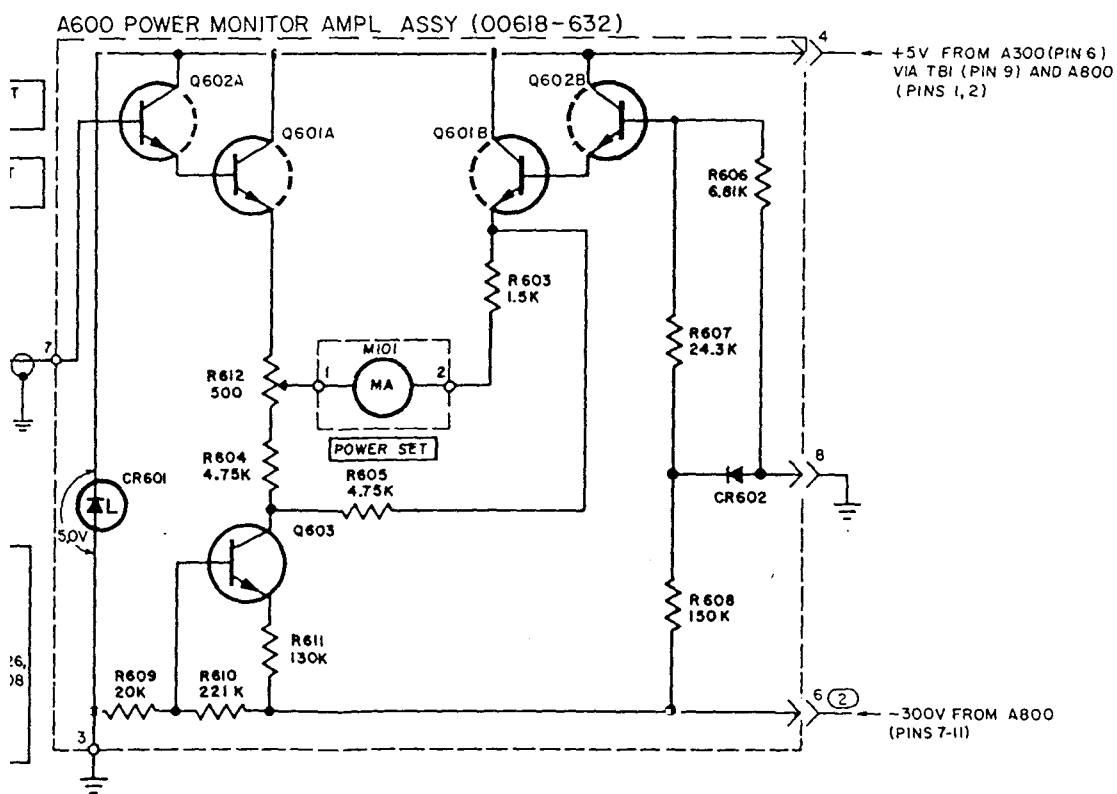 A600 POWER MONITOR AMPL ASSY (00618-632)
4
+5V FROM A300(PIN 6)
VIA TB1 (PIN 9) AND A800
(PINS 1,2)
T
Q602A
Q602B
Q601A
Q601B
T
R606
6.81K
R603
1.5K
7
M101
R607
24.3K
R612
500
1
MA
2
POWER SET
R604
4.75K
R605
4.75K
8
CR601
CR602
L
5.0V
Q603
R608
150K
R611
130K
26,
08
R609
20K
R610
221K
6
2
-300V FROM A800
(PINS 7-11)
3